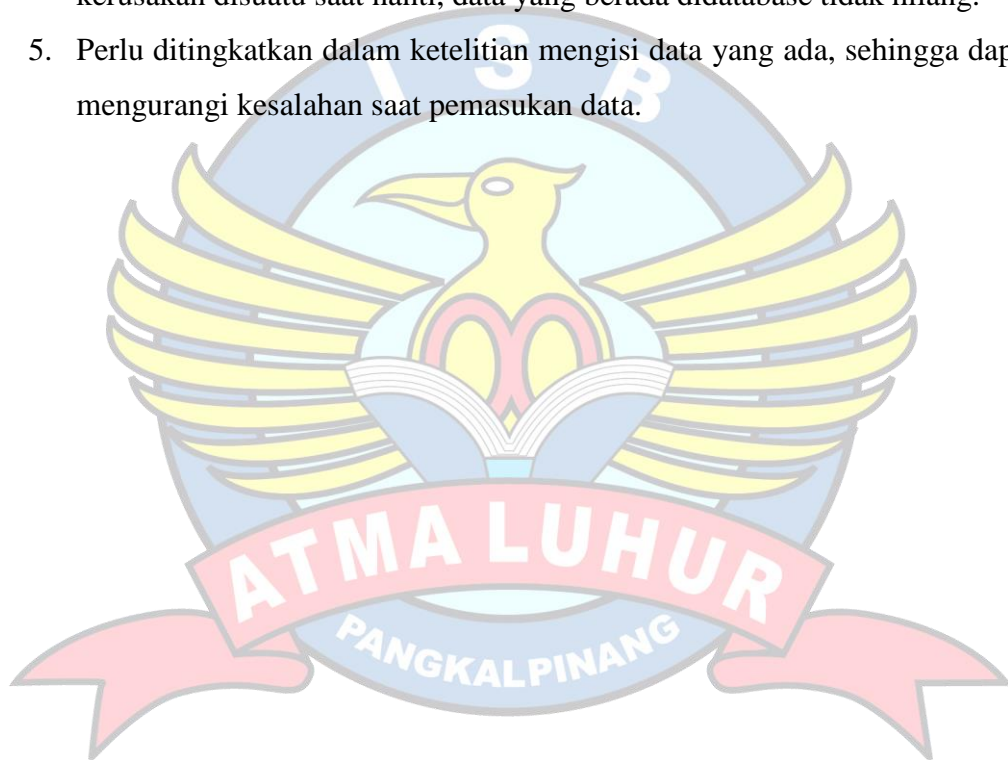 kerusakan disuatu saat nanti, data yang berada didatabase tidak hilang.
5. Perlu ditingkatkan dalam ketelitian mengisi data yang ada, sehingga dap
mengurangi kesalahan saat pemasukan data.
I S B
ATMA LUHUR
PANGKALPINANG